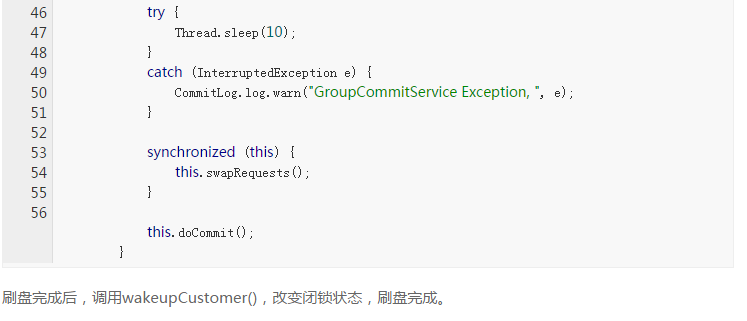 46 try {
47 Thread.sleep(10);
48 }
49 catch (InterruptedException e) {
50 CommitLog.log.warn("GroupCommitService Exception, ", e);
51 }
52
53 synchronized (this) {
54 this.swapRequests();
55 }
56
this.doCommit();
}
刷盘完成后，调用wakeupCustomer()，改变闭锁状态，刷盘完成。